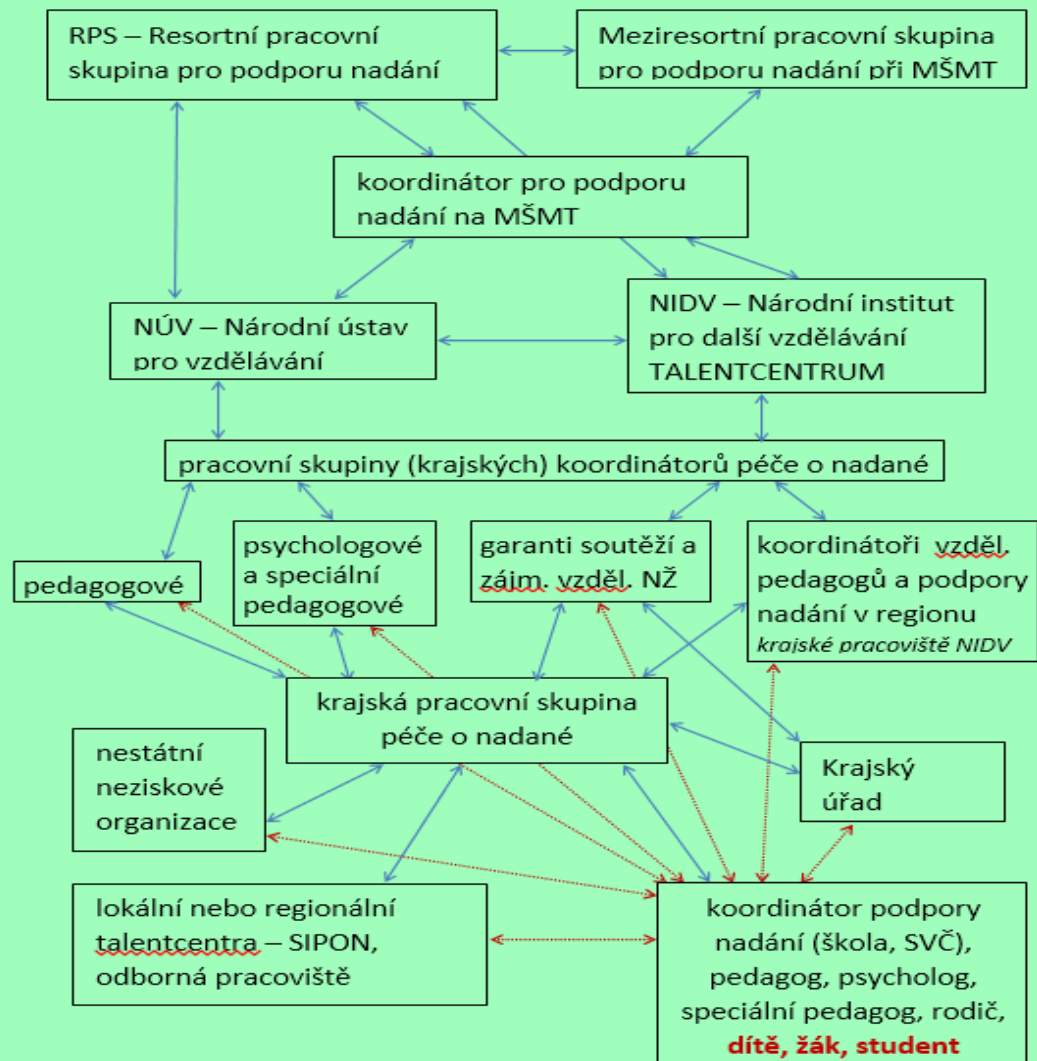 RPS – Resortní pracovní
skupina pro podporu nadání
Meziresortní pracovní skupina
pro podporu nadání při MŠMT
koordinátor pro podporu
nadání na MŠMT
NÚV – Národní ústav
pro vzdělávání
NIDV – Národní institut
pro další vzdělávání
TALENTCENTRUM
pracovní skupiny (krajských) koordinátorů péče o nadané
pedagogové
psychologové
a speciální
pedagogové
garanti soutěží a
zájm. vzděl. NŽ
koordinátoři vzděl.
pedagogů a podpory
nadání v regionu
krajské pracoviště NIDV
krajská pracovní skupina
péče o nadané
nestátní
neziskové
organizace
Krajský
úřad
lokální nebo regionální
talentcentra – SIPON,
odborná pracoviště
koordinátor podpory
nadání (škola, SVČ),
pedagog, psycholog,
speciální pedagog, rodič,
dítě, žák, student